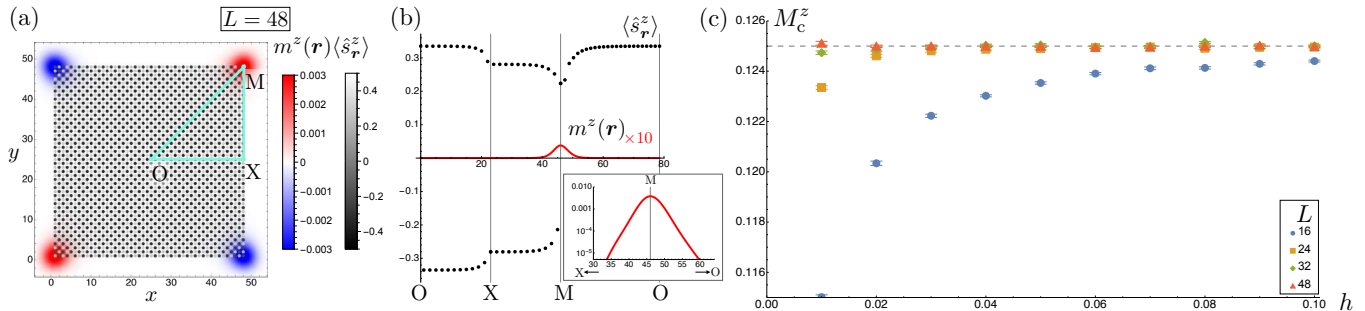 (a)
L = 48
m^z(r)⟨ŝ^z_r⟩
50
40
30
20
10
0
y
0 10 20 30 40 50
x
M
O
X
0.003
0.002
0.001
0
-0.001
-0.002
-0.003
0.4
0.2
0
-0.2
-0.4
(b)
⟨ŝ^z_r⟩
0.3
0.2
0.1
-0.1
-0.2
-0.3
20 40 60 80
m^z(r)×10
O X M O
M
0.010
0.001
10^-4
10^-5
30 35 40 45 50 55 60
X
O
(c)
M^z_c
0.126
0.124
0.122
0.120
0.118
0.116
0.00 0.02 0.04 0.06 0.08 0.10
h
L
16
24
32
48